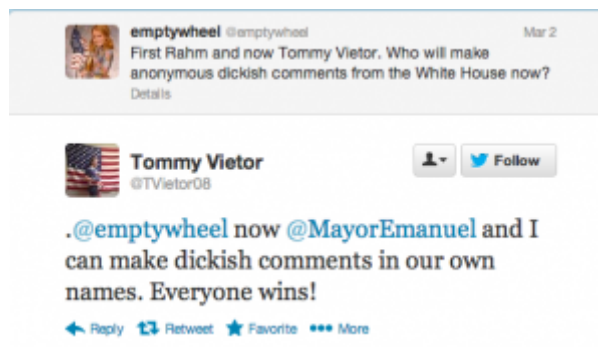 emptywheel @emptywheel Mar 2
First Rahm and now Tommy Vietor. Who will make
anonymous dickish comments from the White House now?
Details
Tommy Vietor
@TVietor08
Follow
.@emptywheel now @MayorEmanuel and I
can make dickish comments in our own
names. Everyone wins!
Reply Retweet Favorite More